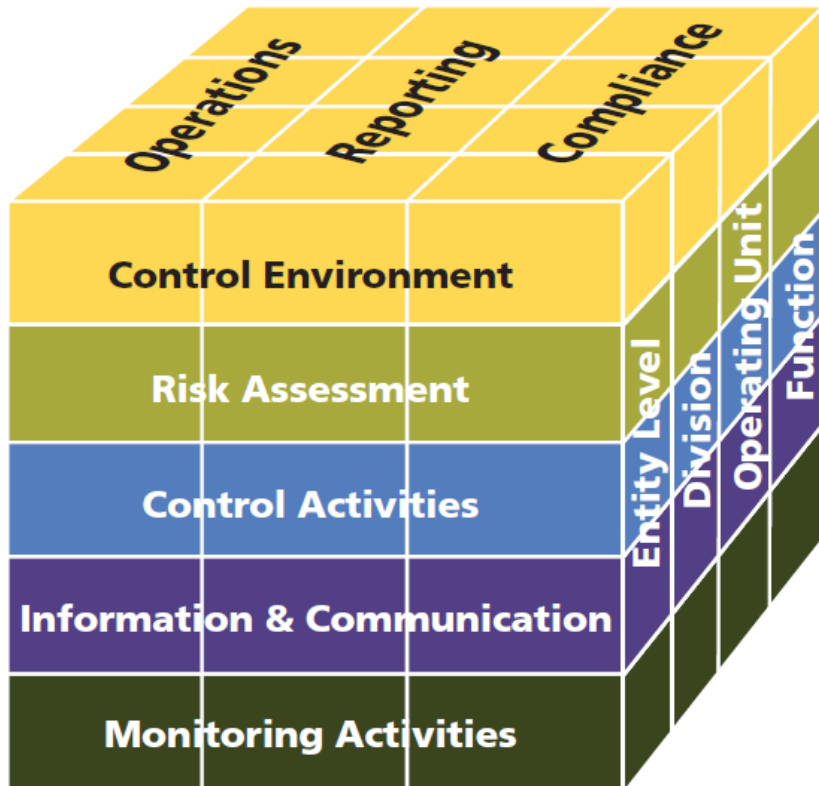 Operations
Reporting
Compliance
Control Environment
Risk Assessment
Control Activities
Information & Communication
Monitoring Activities
Entity Level
Division
Operating Unit
Function